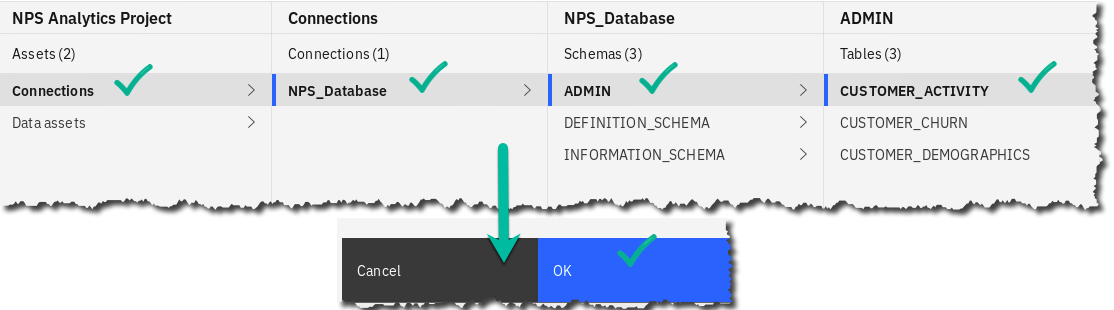 NPS Analytics Project
Connections
NPS_Database
ADMIN
Assets (2)
Connections (1)
Schemas (3)
Tables (3)
Connections
NPS_Database
ADMIN
CUSTOMER_ACTIVITY
Data assets
DEFINITION_SCHEMA
CUSTOMER_CHURN
INFORMATION_SCHEMA
CUSTOMER_DEMOGRAPHICS
Cancel
OK